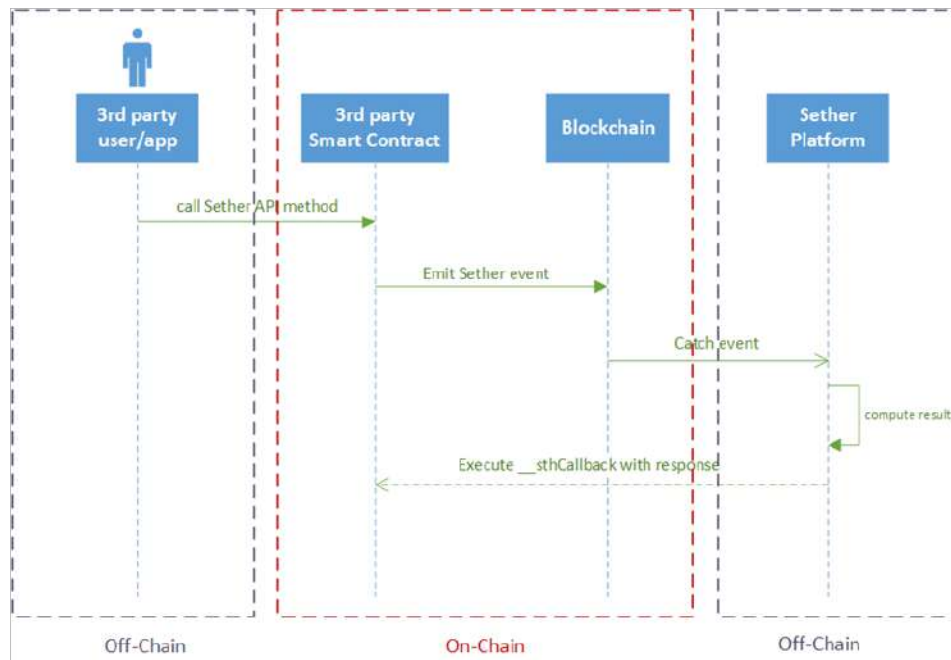 3rd party
user/app
3rd party
Smart Contract
Blockchain
Sether
Platform
call Sether API method
Emit Sether event
Catch event
compute result
Execute __sthCallback with response
Off-Chain
On-Chain
Off-Chain